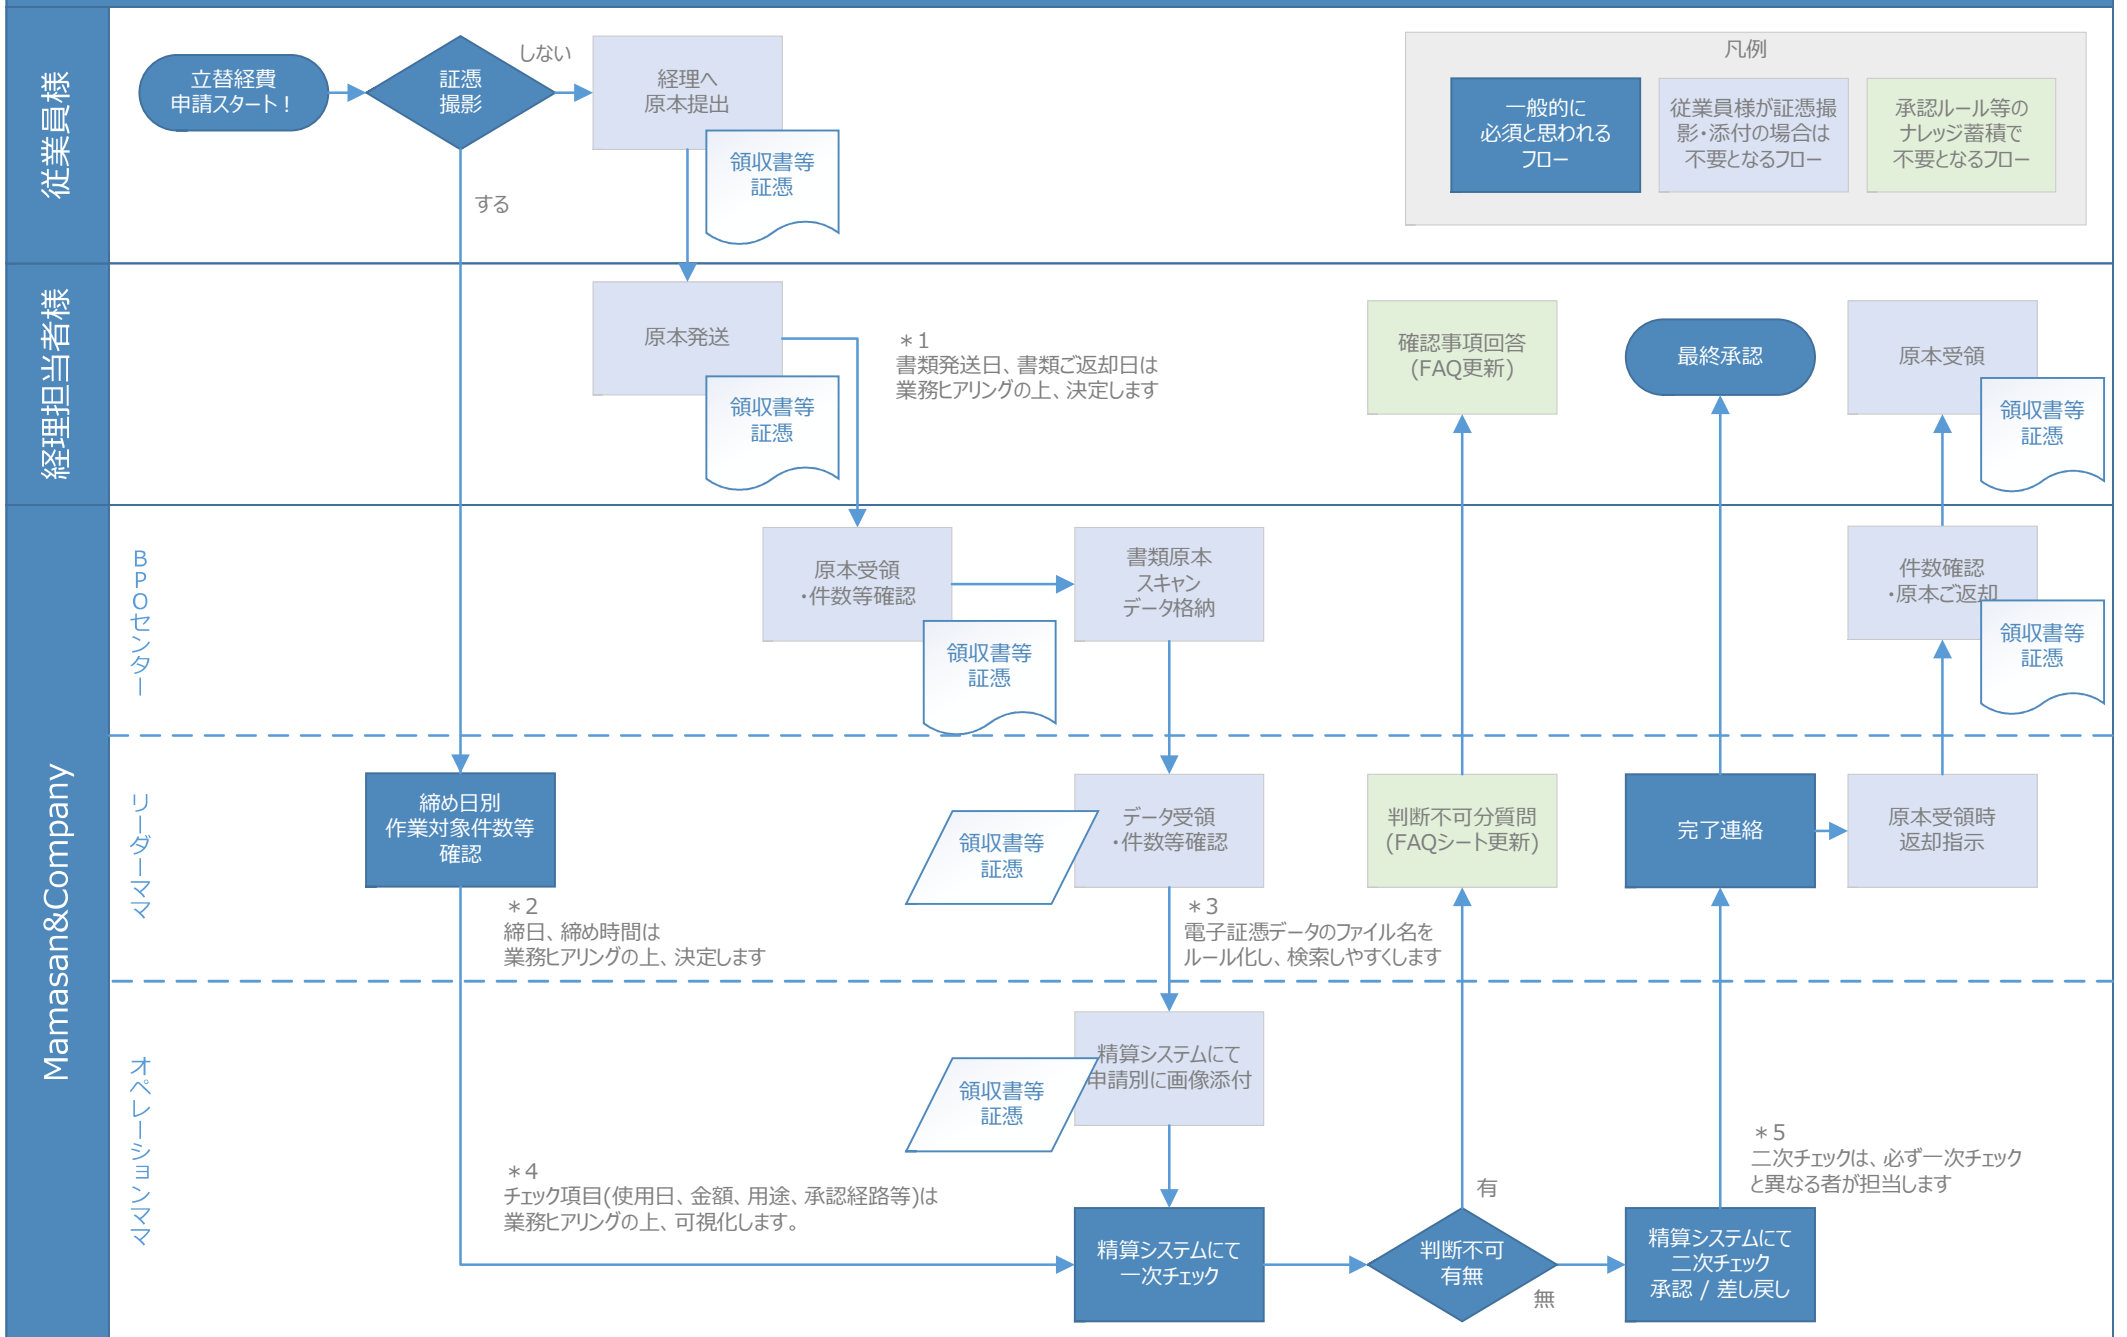 従業員様
立替経費
申請スタート！
証憑
撮影
しない
する
経理へ
原本提出
領収書等
証憑
凡例
一般的に
必須と思われる
フロー
従業員様が証憑撮
影・添付の場合は
不要となるフロー
承認ルール等の
ナレッジ蓄積で
不要となるフロー
経理担当者様
原本発送
領収書等
証憑
＊1
書類発送日、書類ご返却日は
業務ヒアリングの上、決定します
確認事項回答
(FAQ更新)
最終承認
原本受領
領収書等
証憑
Mamasan&Company
BPOセンター
原本受領
・件数等確認
領収書等
証憑
書類原本
スキャン
データ格納
件数確認
・原本ご返却
領収書等
証憑
リーダーママ
締め日別
作業対象件数等
確認
＊2
締日、締め時間は
業務ヒアリングの上、決定します
領収書等
証憑
データ受領
・件数等確認
＊3
電子証憑データのファイル名を
ルール化し、検索しやすくします
判断不可分質問
(FAQシート更新)
完了連絡
原本受領時
返却指示
オペレーションママ
領収書等
証憑
精算システムにて
申請別に画像添付
＊4
チェック項目(使用日、金額、用途、承認経路等)は
業務ヒアリングの上、可視化します。
精算システムにて
一次チェック
判断不可
有無
有
無
＊5
二次チェックは、必ず一次チェック
と異なる者が担当します
精算システムにて
二次チェック
承認 / 差し戻し